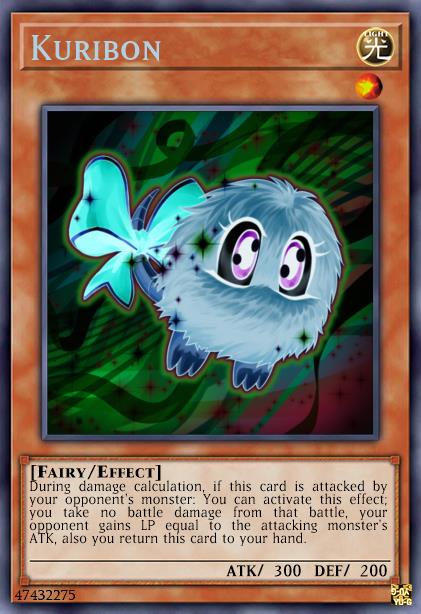 KURIBON
LIGHT
光
[FAIRY/EFFECT]
During damage calculation, if this card is attacked by
your opponent's monster: You can activate this effect;
you take no battle damage from that battle, your
opponent gains LP equal to the attacking monster's
ATK, also you return this card to your hand.
ATK/ 300 DEF/ 200
47432275